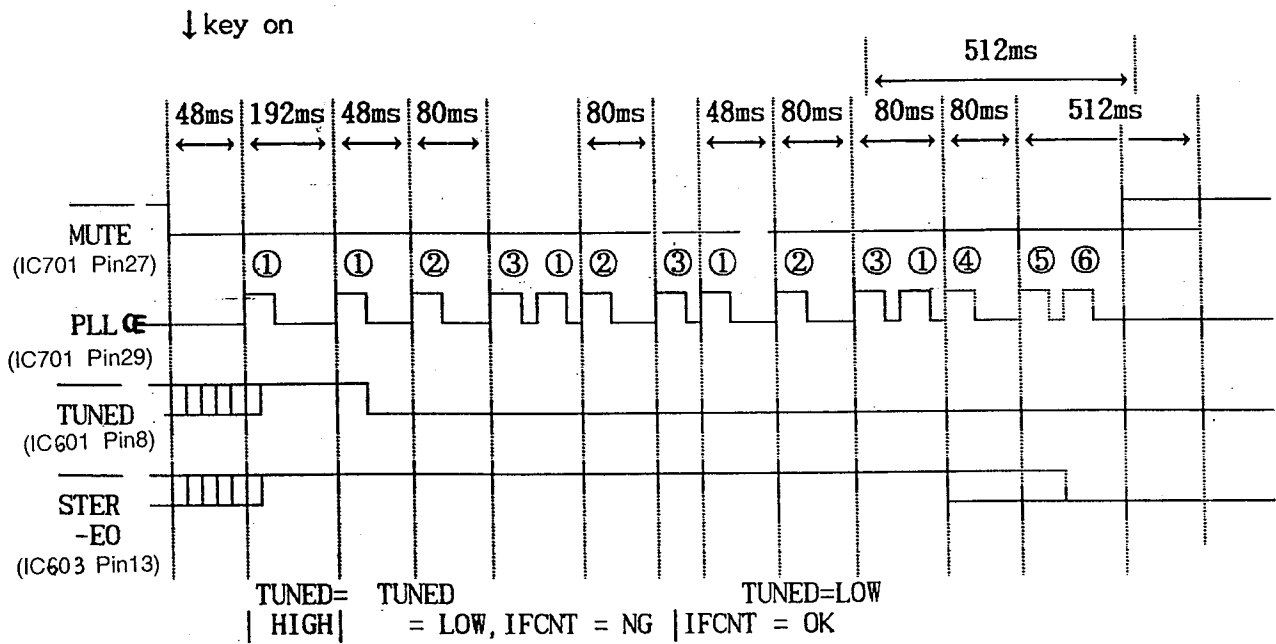 ↓key on
512ms
48ms 192ms 48ms 80ms 80ms 48ms 80ms 80ms 80ms 512ms
MUTE
(IC701 Pin27)
① ① ② ③ ① ② ③ ① ② ③ ① ④ ⑤ ⑥
PLL CE
(IC701 Pin29)
TUNED
(IC601 Pin8)
STER
-EO
(IC603 Pin13)
TUNED= TUNED TUNED=LOW
HIGH = LOW, IFCNT = NG IFCNT = OK